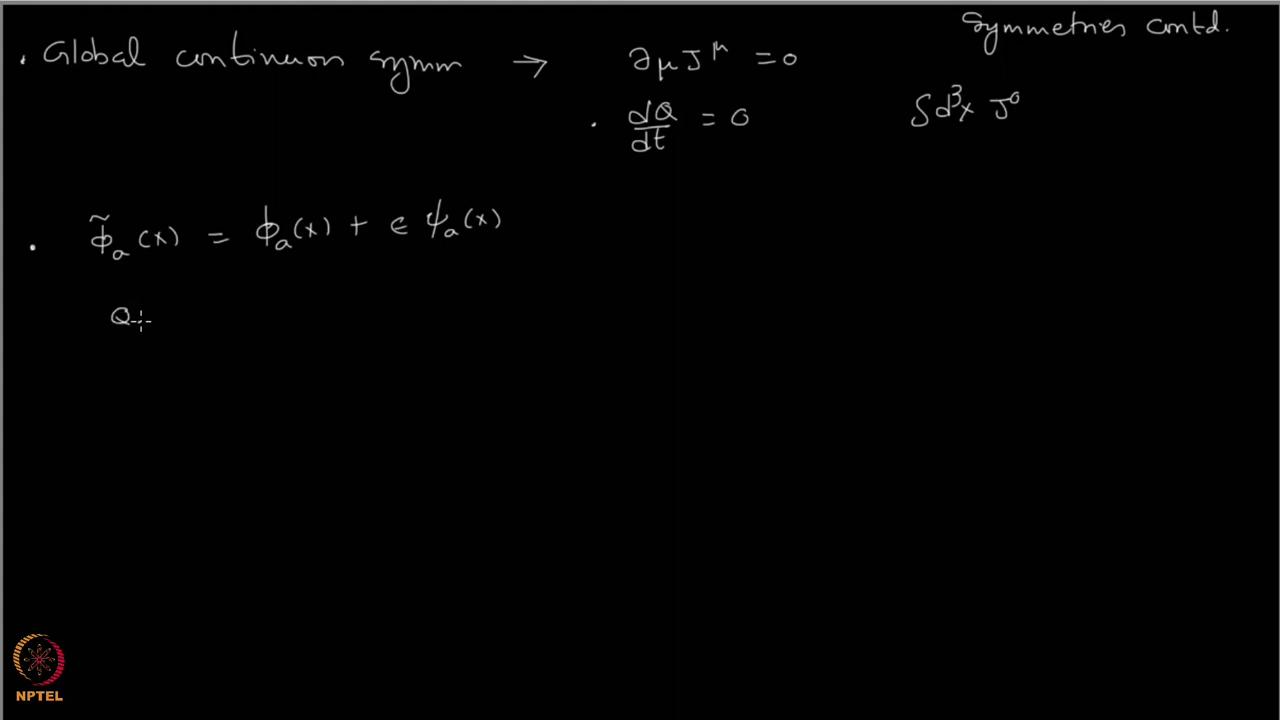 Symmetries contd.
. Global continuous symm → ∂μ J^μ = 0
. dQ/dt = 0 ∫d³x J⁰
. φ̃ₐ(x) = φₐ(x) + ϵ ψₐ(x)
Q
NPTEL